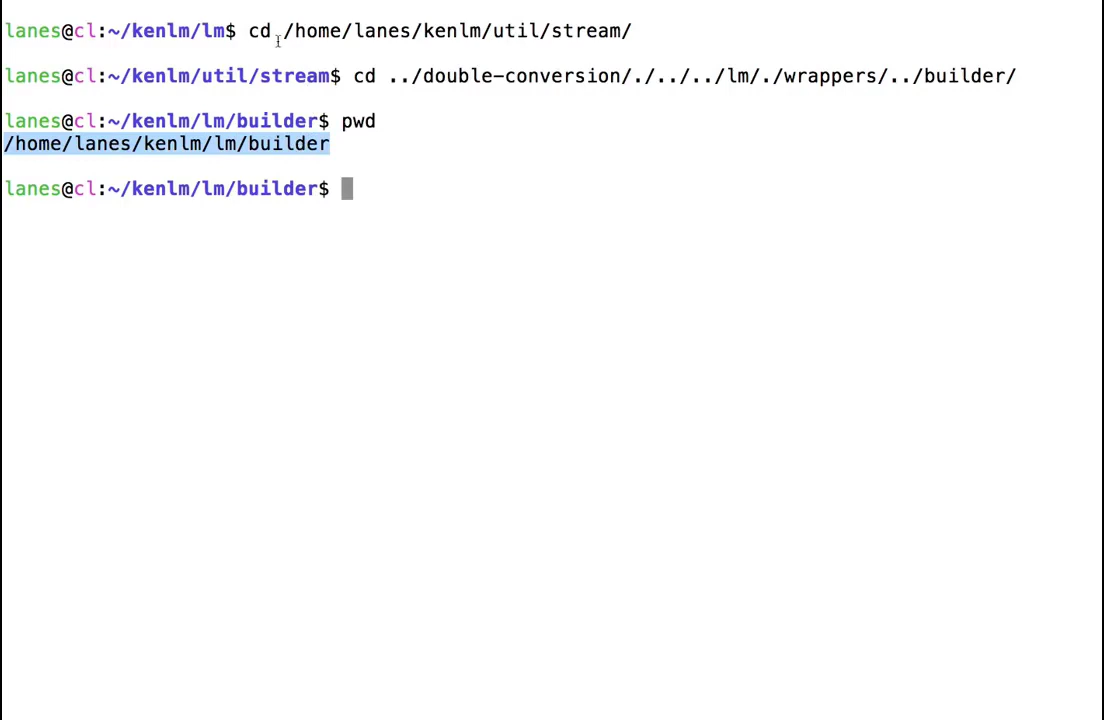 lanes@cl:~/kenlm/lm$ cd /home/lanes/kenlm/util/stream/
lanes@cl:~/kenlm/util/stream$ cd ../double-conversion/./../../lm/./wrappers/../builder/
lanes@cl:~/kenlm/lm/builder$ pwd
/home/lanes/kenlm/lm/builder
lanes@cl:~/kenlm/lm/builder$